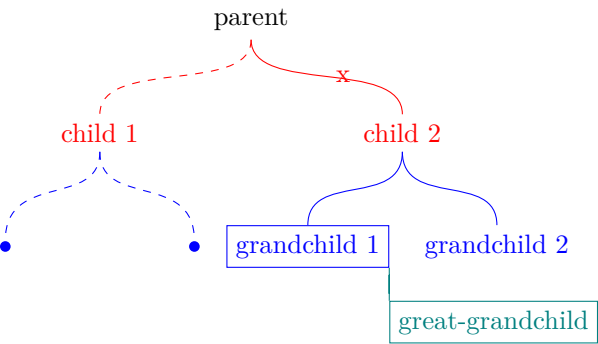 parent
x
child 1
child 2
grandchild 1
grandchild 2
great-grandchild